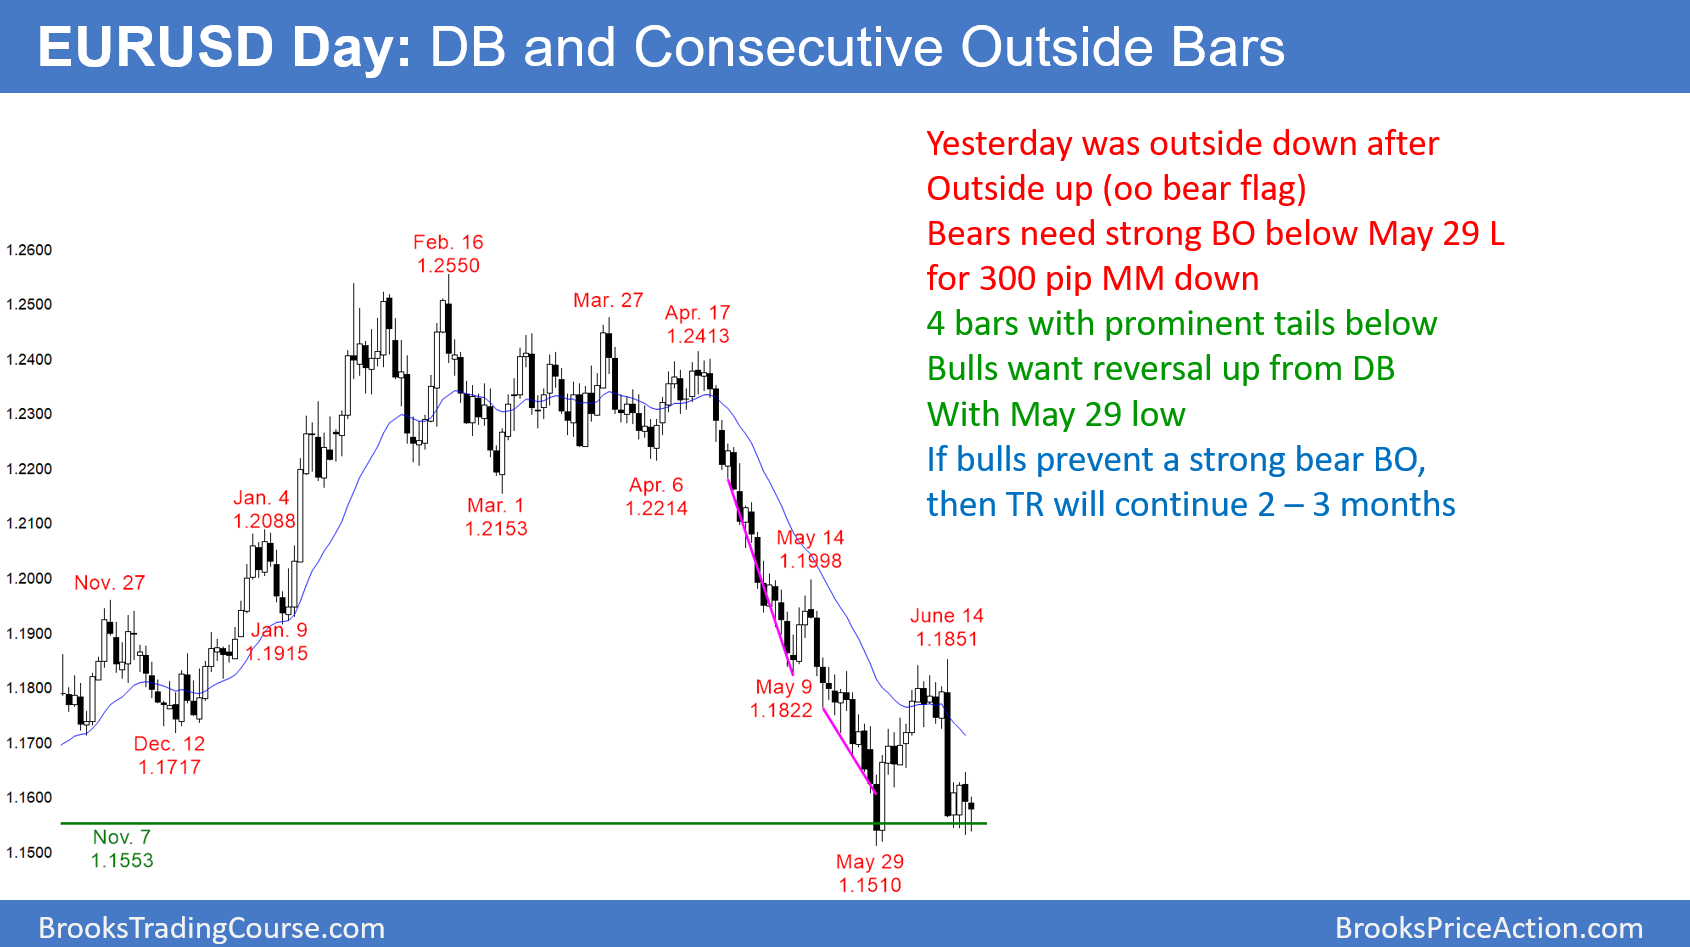 EURUSD Day: DB and Consecutive Outside Bars
Yesterday was outside down after
Outside up (oo bear flag)
Bears need strong BO below May 29 L
for 300 pip MM down
4 bars with prominent tails below
Bulls want reversal up from DB
With May 29 low
If bulls prevent a strong bear BO,
then TR will continue 2 – 3 months
1.2600
1.2500
1.2400
1.2300
1.2200
1.2100
1.2000
1.1900
1.1800
1.1700
1.1600
1.1500
Nov. 7
1.1553
Nov. 27
Dec. 12
1.1717
Jan. 4
1.2088
Jan. 9
1.1915
Feb. 16
1.2550
Mar. 1
1.2153
Mar. 27
Apr. 6
1.2214
Apr. 17
1.2413
May 9
1.1822
May 14
1.1998
May 29
1.1510
June 14
1.1851
BrooksTradingCourse.com
BrooksPriceAction.com